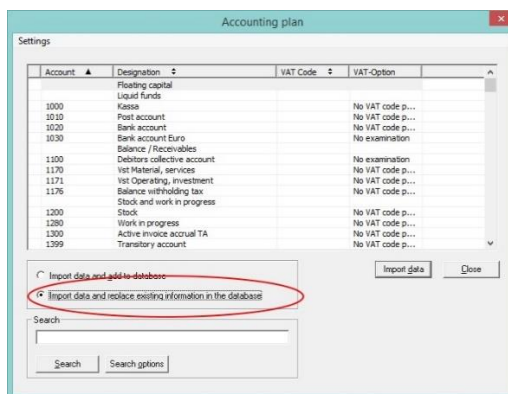 Accounting plan
Settings
Account Designation VAT Code VAT-Option
Floating capital
Liquid funds
1000 Kassa No VAT code p...
1010 Post account No VAT code p...
1020 Bank account No VAT code p...
1030 Bank account Euro No examination
Balance / Receivables
1100 Debitors collective account No examination
1170 Vst Material, services No VAT code p...
1171 Vst Operating, investment No VAT code p...
1176 Balance withholding tax No VAT code p...
Stock and work in progress
1200 Stock No VAT code p...
1280 Work in progress No VAT code p...
1300 Active invoice accrual TA No VAT code p...
1399 Transitory account No VAT code p...
Import data and add to database
Import data Close
Import data and replace existing information in the database
Search
Search Search options